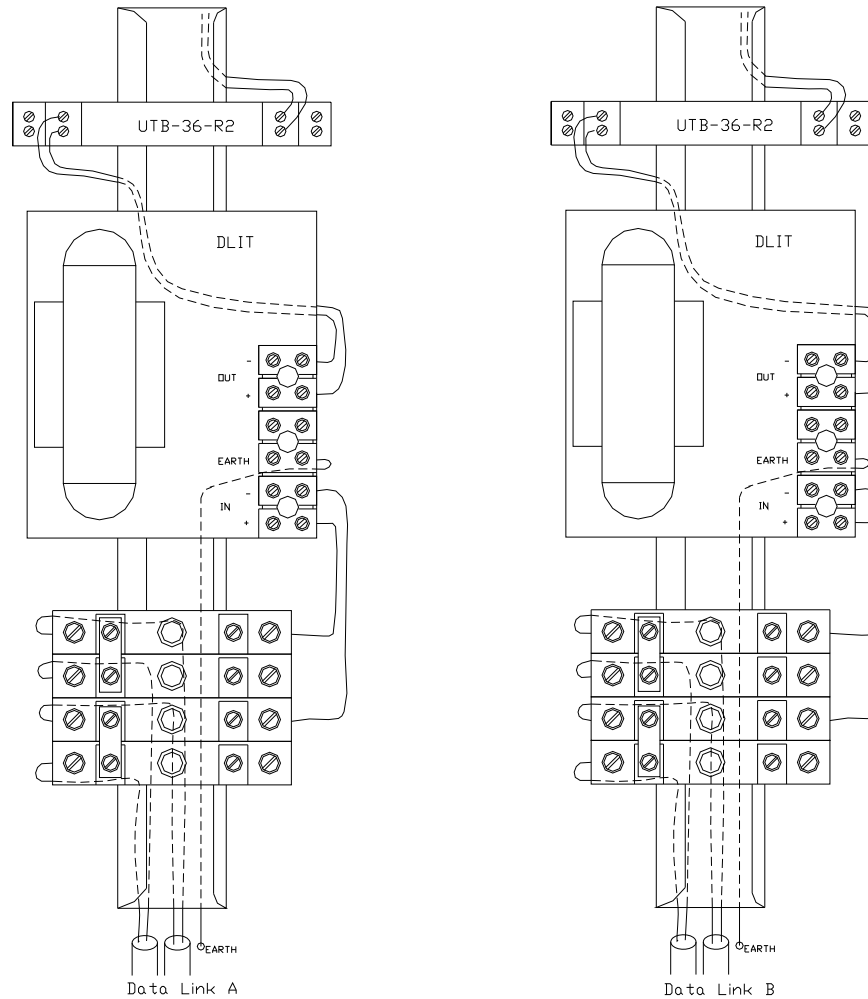 UTB-36-R2
DLIT
-
OUT
+
EARTH
-
IN
+
EARTH
Data Link A
UTB-36-R2
DLIT
-
OUT
+
EARTH
-
IN
+
EARTH
Data Link B